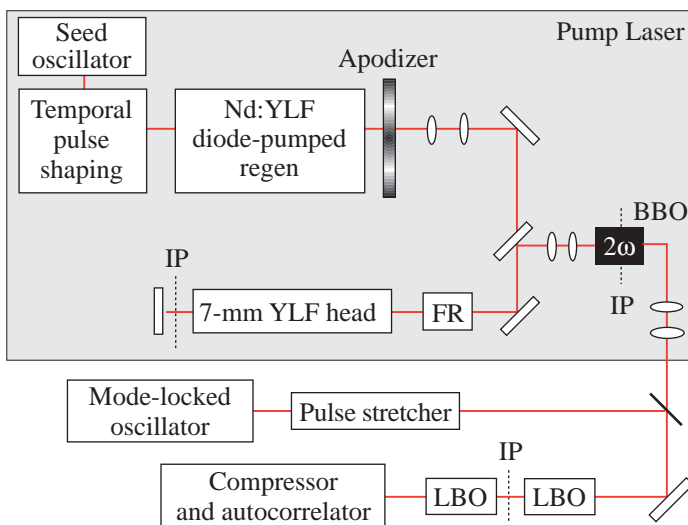 Pump Laser
Seed
oscillator
Apodizer
Temporal
pulse
shaping
Nd:YLF
diode-pumped
regen
BBO
2ω
IP
IP
7-mm YLF head
FR
Mode-locked
oscillator
Pulse stretcher
IP
Compressor
and autocorrelator
LBO
LBO